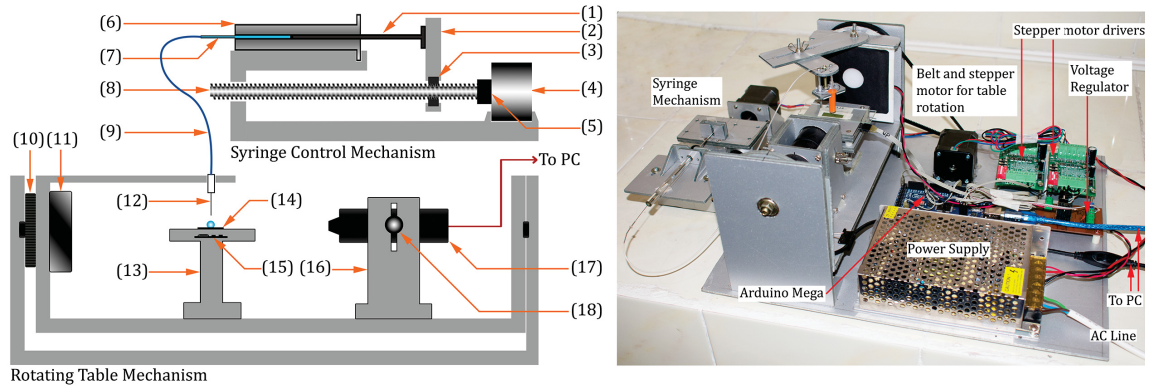 (6)
(1)
(2)
(7)
(3)
(8)
(4)
(5)
(9)
Syringe Control Mechanism
(10)
(11)
To PC
(12)
(14)
(13)
(15)
(16)
(17)
(18)
Rotating Table Mechanism
Stepper motor drivers
Syringe
Mechanism
Belt and stepper
motor for table
rotation
Voltage
Regulator
Power Supply
Arduino Mega
To PC
AC Line